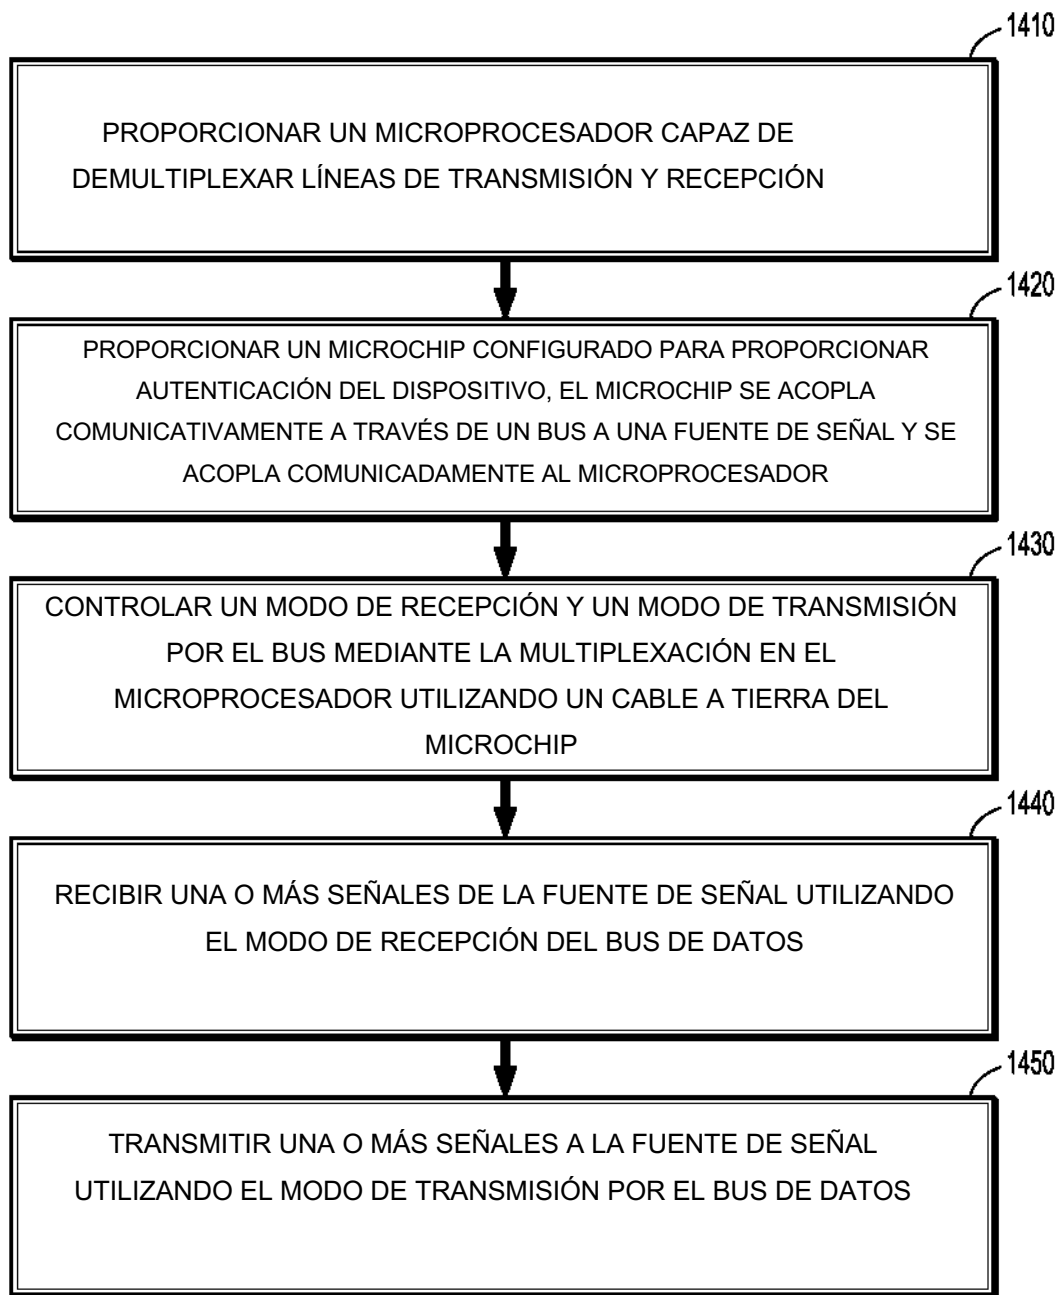 1410
PROPORCIONAR UN MICROPROCESADOR CAPAZ DE
DEMULTIPLEXAR LÍNEAS DE TRANSMISIÓN Y RECEPCIÓN
1420
PROPORCIONAR UN MICROCHIP CONFIGURADO PARA PROPORCIONAR
AUTENTICACIÓN DEL DISPOSITIVO, EL MICROCHIP SE ACOPLA
COMUNICATIVAMENTE A TRAVÉS DE UN BUS A UNA FUENTE DE SEÑAL Y SE
ACOPLA COMUNICADAMENTE AL MICROPROCESADOR
1430
CONTROLAR UN MODO DE RECEPCIÓN Y UN MODO DE TRANSMISIÓN
POR EL BUS MEDIANTE LA MULTIPLEXACIÓN EN EL
MICROPROCESADOR UTILIZANDO UN CABLE A TIERRA DEL
MICROCHIP
1440
RECIBIR UNA O MÁS SEÑALES DE LA FUENTE DE SEÑAL UTILIZANDO
EL MODO DE RECEPCIÓN DEL BUS DE DATOS
1450
TRANSMITIR UNA O MÁS SEÑALES A LA FUENTE DE SEÑAL
UTILIZANDO EL MODO DE TRANSMISIÓN POR EL BUS DE DATOS